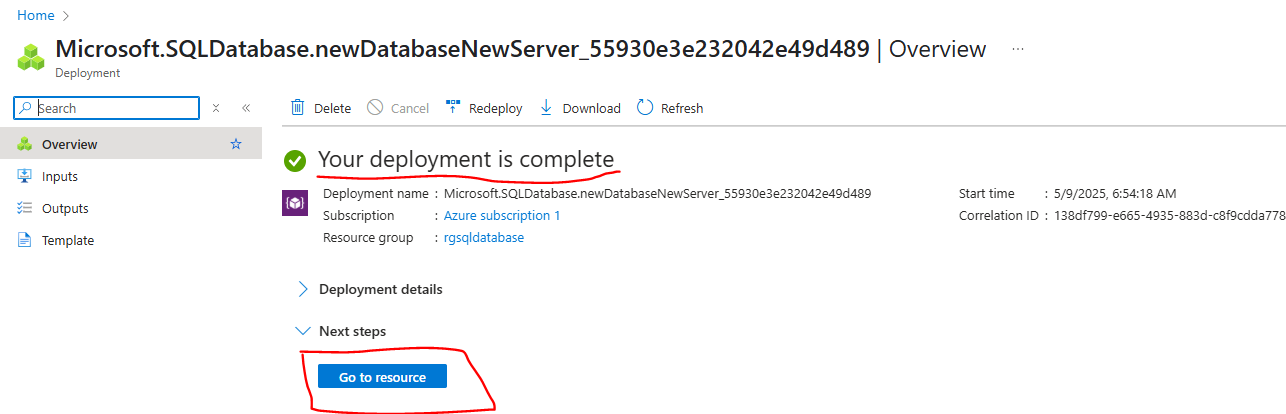 Home >
Microsoft.SQLDatabase.newDatabaseNewServer_55930e3e232042e49d489 | Overview ...
Deployment
Search
Delete Cancel Redeploy Download Refresh
Overview
Inputs
Outputs
Template
Your deployment is complete
Deployment name : Microsoft.SQLDatabase.newDatabaseNewServer_55930e3e232042e49d489
Subscription : Azure subscription 1
Resource group : rgsqldatabase
Start time : 5/9/2025, 6:54:18 AM
Correlation ID : 138df799-e665-4935-883d-c8f9cdda778
Deployment details
Next steps
Go to resource